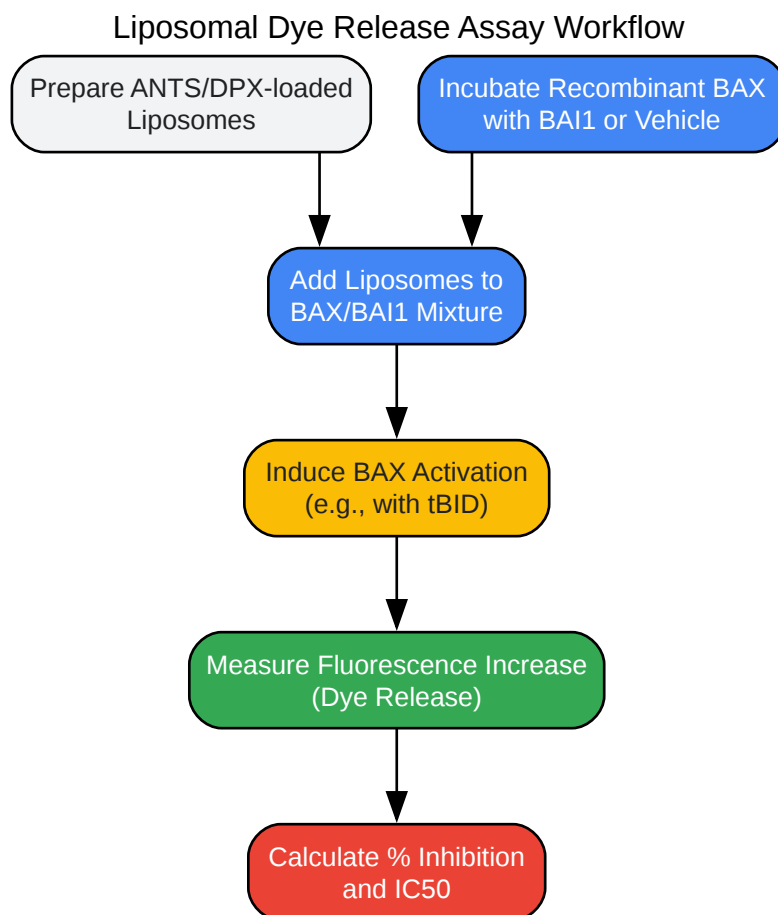 Liposomal Dye Release Assay Workflow
Prepare ANTS/DPX-loaded
Liposomes
Incubate Recombinant BAX
with BAI1 or Vehicle
Add Liposomes to
BAX/BAI1 Mixture
Induce BAX Activation
(e.g., with tBID)
Measure Fluorescence Increase
(Dye Release)
Calculate % Inhibition
and IC50